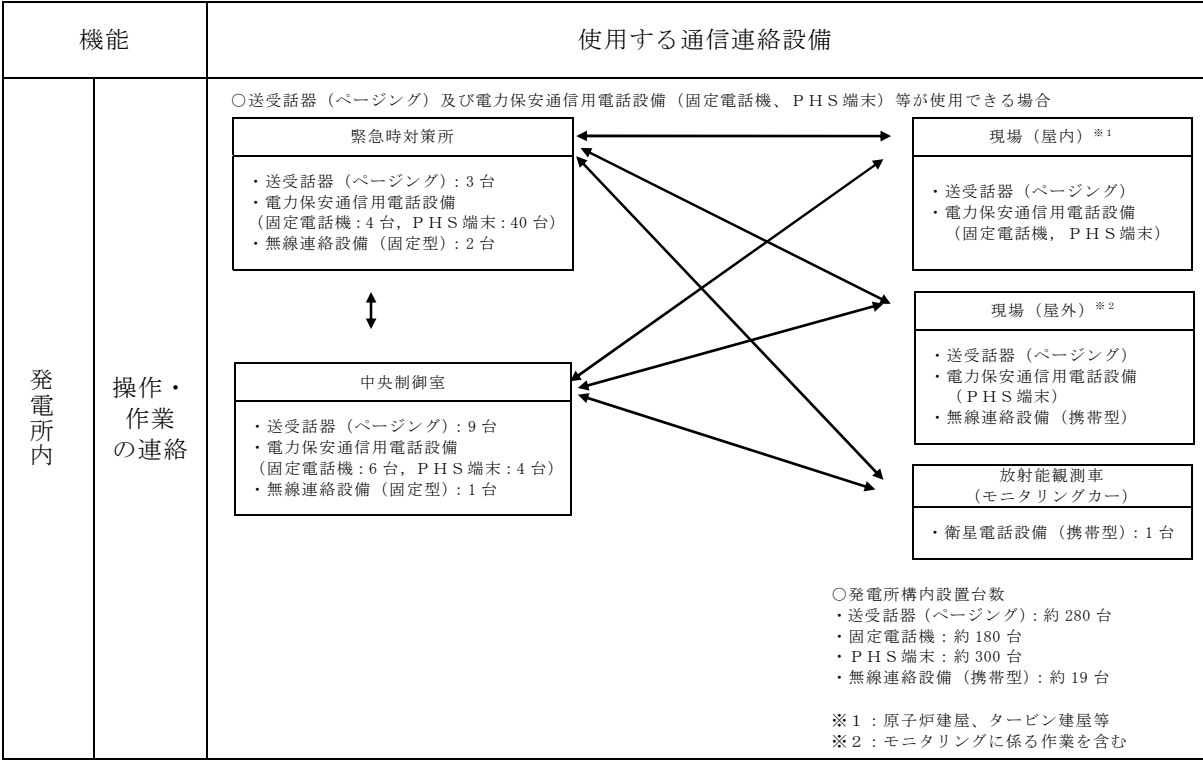 機能
使用する通信連絡設備
発電所内
操作・
作業
の連絡
○送受話器（ページング）及び電力保安通信用電話設備（固定電話機、ＰＨＳ端末）等が使用できる場合
緊急時対策所
・送受話器（ページング）：3 台
・電力保安通信用電話設備
（固定電話機：4 台，ＰＨＳ端末：40 台）
・無線連絡設備（固定型）：2 台
中央制御室
・送受話器（ページング）：9 台
・電力保安通信用電話設備
（固定電話機：6 台，ＰＨＳ端末：4 台）
・無線連絡設備（固定型）：1 台
現場（屋内）※1
・送受話器（ページング）
・電力保安通信用電話設備
（固定電話機，ＰＨＳ端末）
現場（屋外）※2
・送受話器（ページング）
・電力保安通信用電話設備
（ＰＨＳ端末）
・無線連絡設備（携帯型）
放射能観測車
（モニタリングカー）
・衛星電話設備（携帯型）：1 台
○発電所構内設置台数
・送受話器（ページング）：約 280 台
・固定電話機：約 180 台
・ＰＨＳ端末：約 300 台
・無線連絡設備（携帯型）：約 19 台
※１：原子炉建屋、タービン建屋等
※２：モニタリングに係る作業を含む